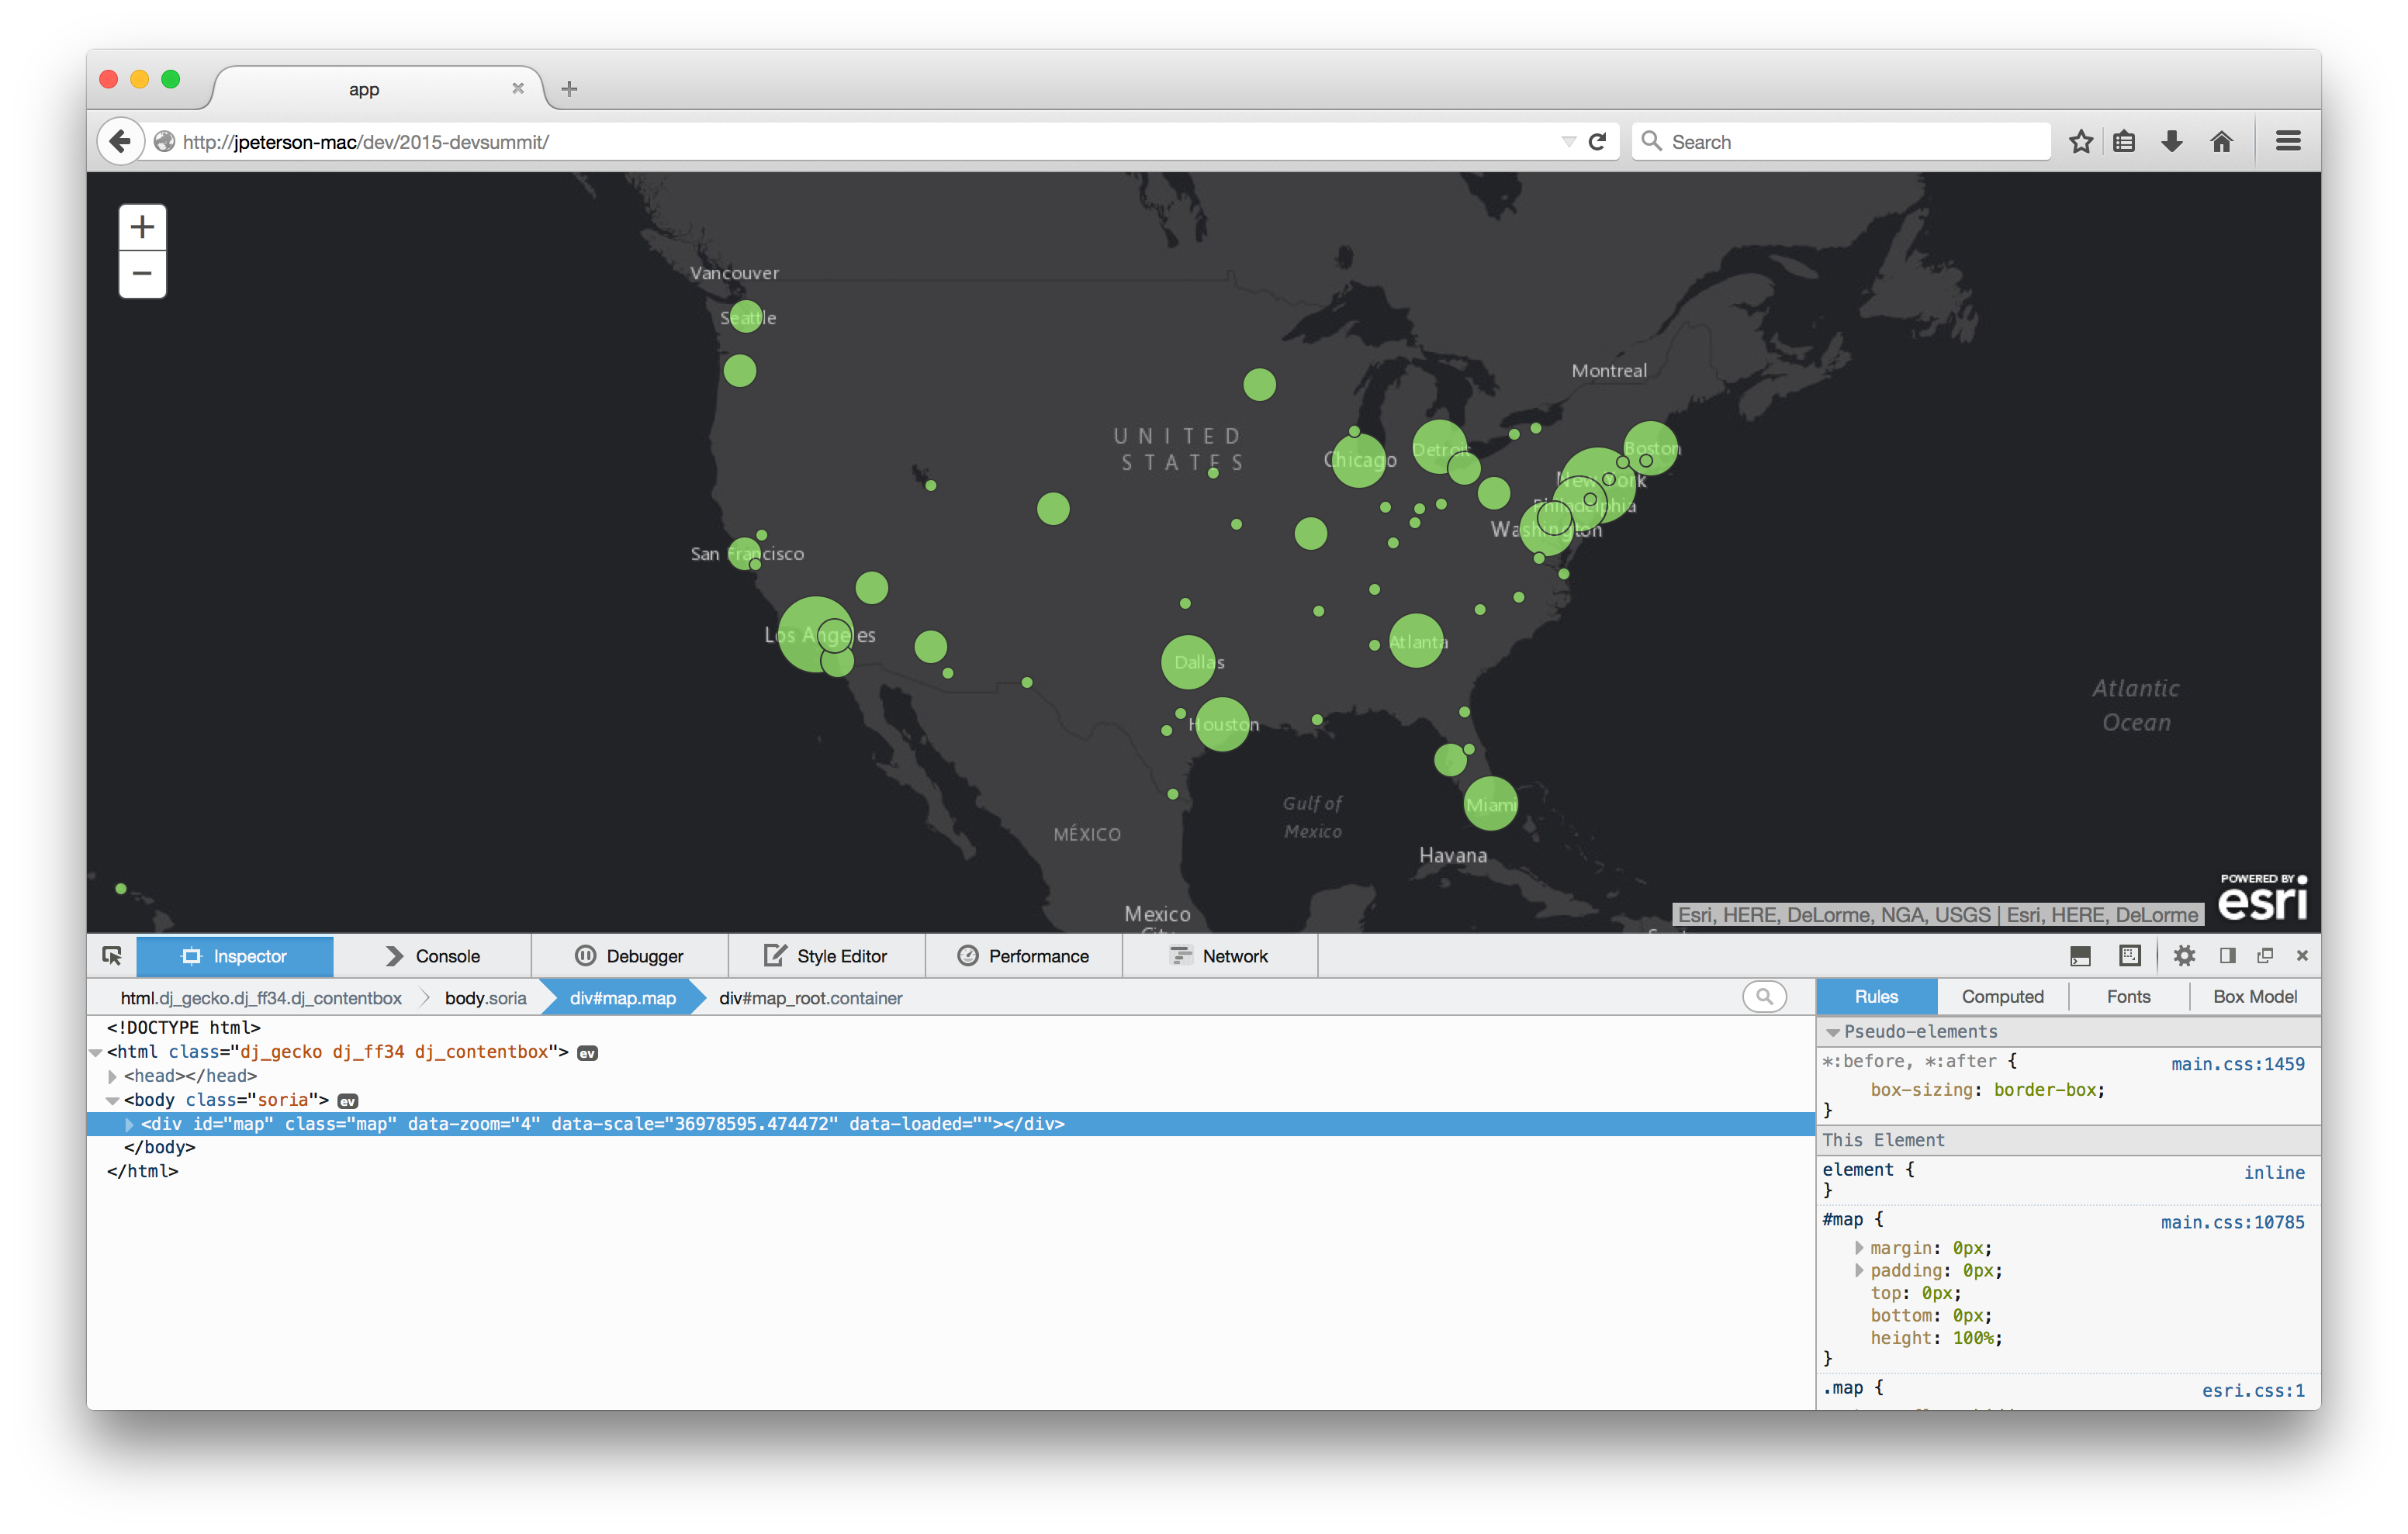 app
http://jpeterson-mac/dev/2015-devsummit/
Search
+
−
Vancouver
Seattle
Montreal
UNITED
STATES
Chicago
Detroit
Boston
New York
Philadelphia
Washington
San Francisco
Los Angeles
Atlanta
Dallas
Houston
Atlantic
Ocean
Gulf of
Mexico
Miami
MÉXICO
Havana
Mexico
City
POWERED BY
esri
Esri, HERE, DeLorme, NGA, USGS | Esri, HERE, DeLorme
Inspector
Console
Debugger
Style Editor
Performance
Network
html.dj_gecko.dj_ff34.dj_contentbox
body.soria
div#map.map
div#map_root.container
Rules
Computed
Fonts
Box Model
<!DOCTYPE html>
<html class="dj_gecko dj_ff34 dj_contentbox"> ev
<head></head>
<body class="soria"> ev
<div id="map" class="map" data-zoom="4" data-scale="36978595.474472" data-loaded=""></div>
</body>
</html>
Pseudo-elements
*:before, *:after { main.css:1459
box-sizing: border-box;
}
This Element
element { inline
}
#map { main.css:10785
margin: 0px;
padding: 0px;
top: 0px;
bottom: 0px;
height: 100%;
}
.map { esri.css:1